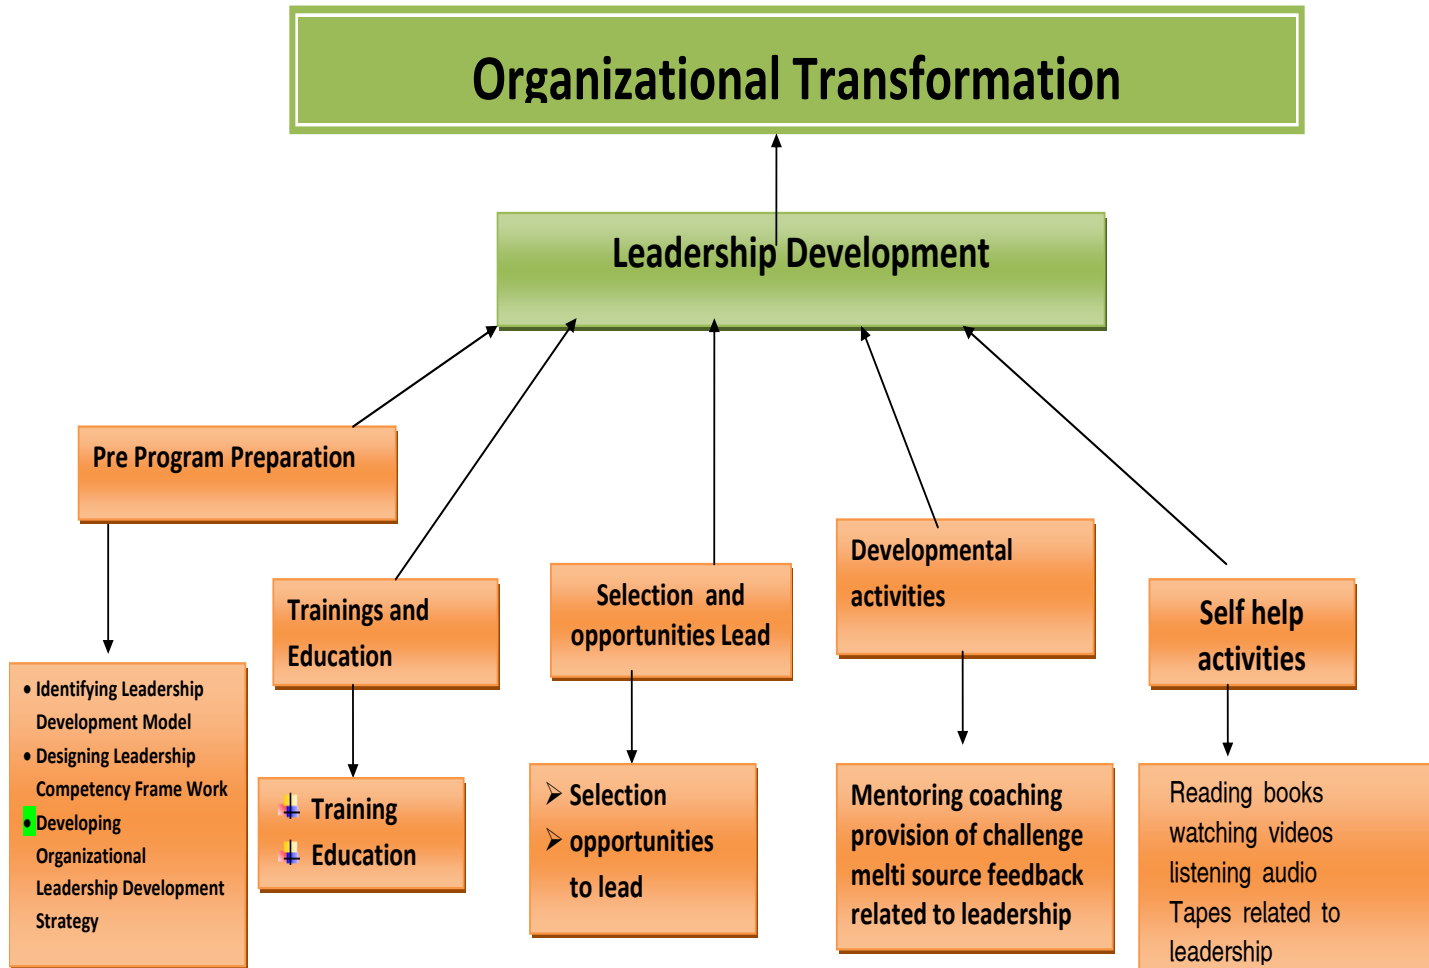 Organizational Transformation
Leadership Development
Pre Program Preparation
Trainings and
Education
Selection and
opportunities Lead
Developmental
activities
Self help
activities
• Identifying Leadership
Development Model
• Designing Leadership
Competency Frame Work
• Developing
Organizational
Leadership Development
Strategy
Training
Education
➢ Selection
➢ opportunities
to lead
Mentoring coaching
provision of challenge
melti source feedback
related to leadership
Reading books
watching videos
listening audio
Tapes related to
leadership